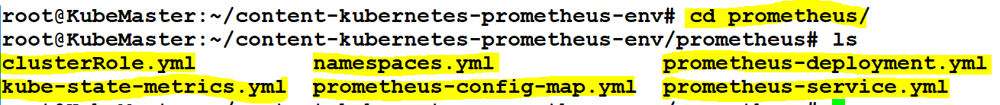 root@KubeMaster:~/content-kubernetes-prometheus-env# cd prometheus/
root@KubeMaster:~/content-kubernetes-prometheus-env/prometheus# ls
clusterRole.yml namespaces.yml prometheus-deployment.yml
kube-state-metrics.yml prometheus-config-map.yml prometheus-service.yml